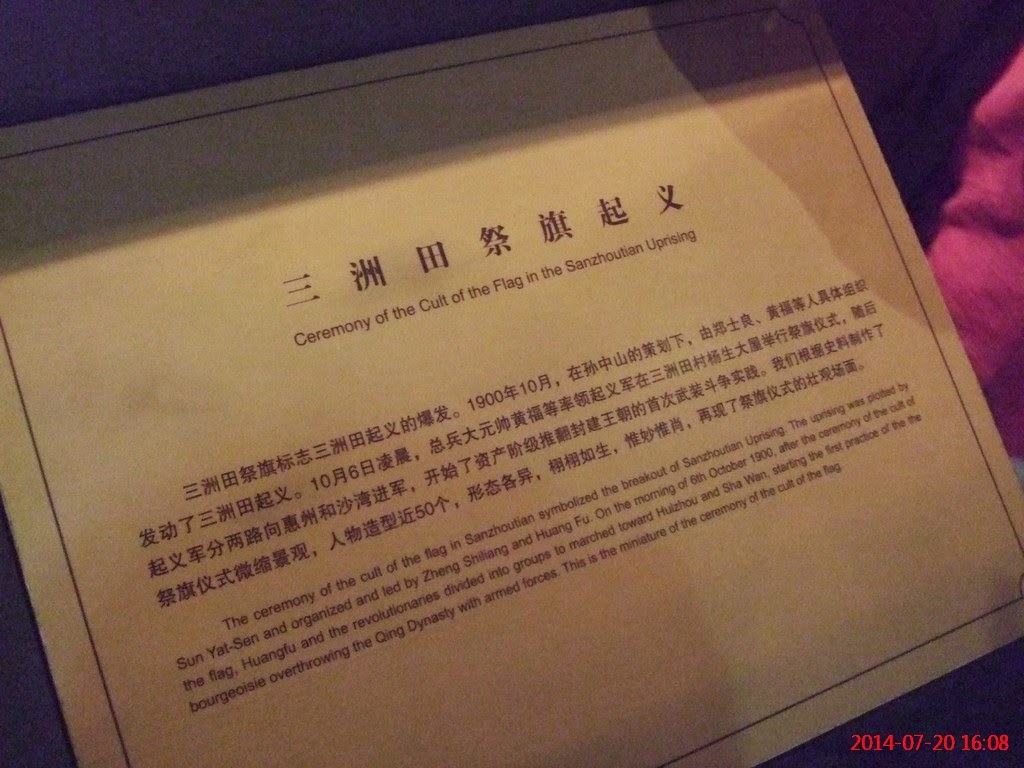 三洲田祭旗起义
Ceremony of the Cult of the Flag in the Sanzhoutian Uprising
三洲田祭旗标志三洲田起义的爆发。1900年10月，在孙中山的策划下，由郑士良、黄福等人具体组织
发动了三洲田起义。10月6日凌晨，总兵大元帅黄福等率领起义军在三洲田村杨生大屋举行祭旗仪式，随后
起义军分两路向惠州和沙湾进军，开始了资产阶级推翻封建王朝的首次武装斗争实践。我们根据史料制作了
祭旗仪式微缩景观，人物造型近50个，形态各异，栩栩如生，惟妙惟肖，再现了祭旗仪式的壮观场面。
The ceremony of the cult of the flag in Sanzhoutian symbolized the breakout of Sanzhoutian Uprising. The uprising was plotted by
Sun Yat-Sen and organized and led by Zheng Shiliang and Huang Fu. On the morning of 6th October 1900, after the ceremony of the cult of
the flag, Huangfu and the revolutionaries divided into groups to marched toward Huizhou and Sha Wan, starting the first practice of the the
bourgeoisie overthrowing the Qing Dynasty with armed forces. This is the miniature of the ceremony of the cult of the flag.
2014-07-20 16:08